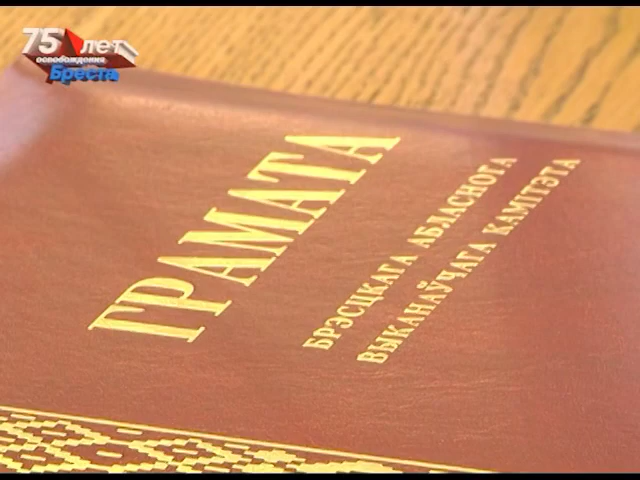 75 лет
освобождения
Бреста
ГРАМАТА
БРЭСЦКАГА АБЛАСНОГА
ВЫКАНАЎЧАГА КАМІТЭТА